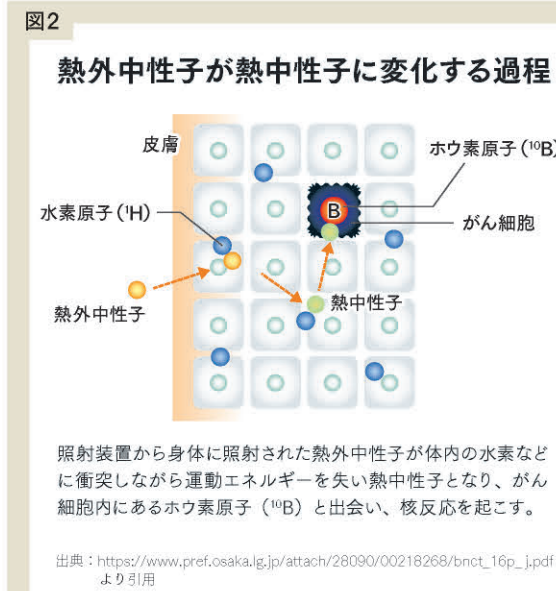 図2
熱外中性子が熱中性子に変化する過程
皮膚
ホウ素原子(¹⁰B)
B
水素原子(¹H)
がん細胞
熱中性子
熱外中性子
照射装置から身体に照射された熱外中性子が体内の水素など
に衝突しながら運動エネルギーを失い熱中性子となり、がん
細胞内にあるホウ素原子(¹⁰B)と出会い、核反応を起こす。
出典：https://www.pref.osaka.lg.jp/attach/28090/00218268/bnct_16p_j.pdf
より引用